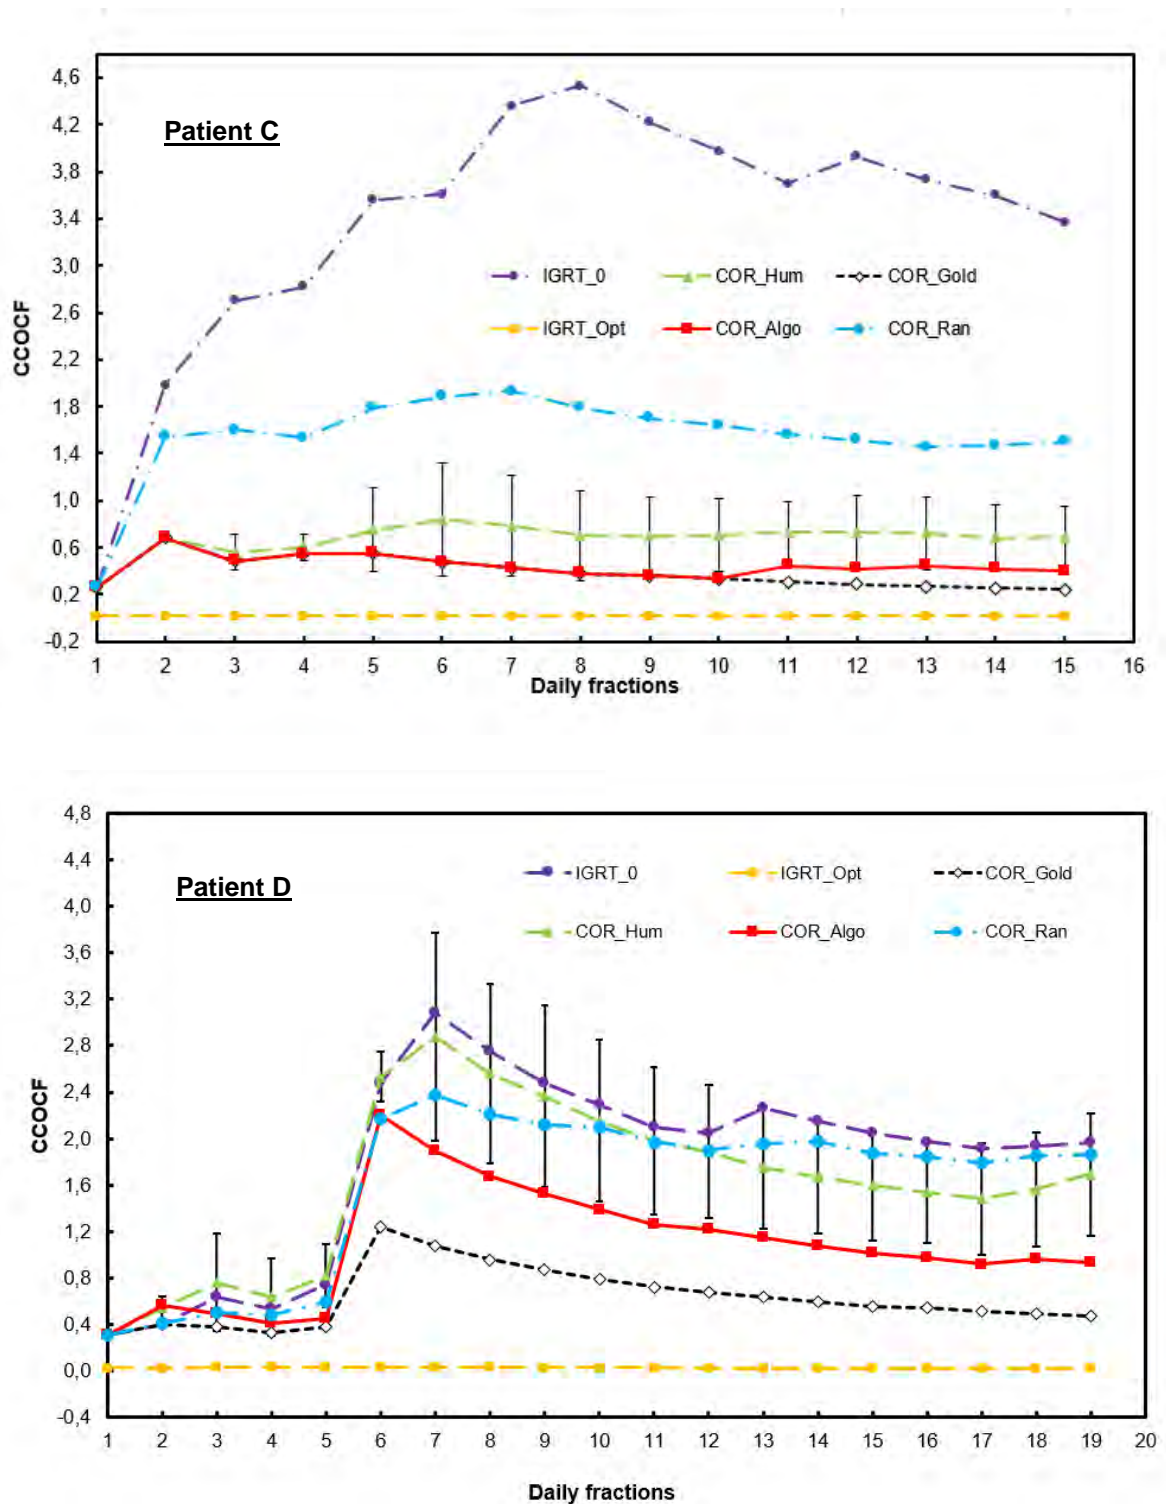 4,6
4,2
3,8
3,4
3,0
2,6
2,2
1,8
1,4
1,0
0,6
0,2
-0,2
CCOCF
Patient C
IGRT_0 COR_Hum COR_Gold
IGRT_Opt COR_Algo COR_Ran
1 2 3 4 5 6 7 8 9 10 11 12 13 14 15 16
Daily fractions
4,8
4,4
4,0
3,6
3,2
2,8
2,4
2,0
1,6
1,2
0,8
0,4
0,0
-0,4
CCOCF
Patient D
IGRT_0 IGRT_Opt COR_Gold
COR_Hum COR_Algo COR_Ran
1 2 3 4 5 6 7 8 9 10 11 12 13 14 15 16 17 18 19 20
Daily fractions